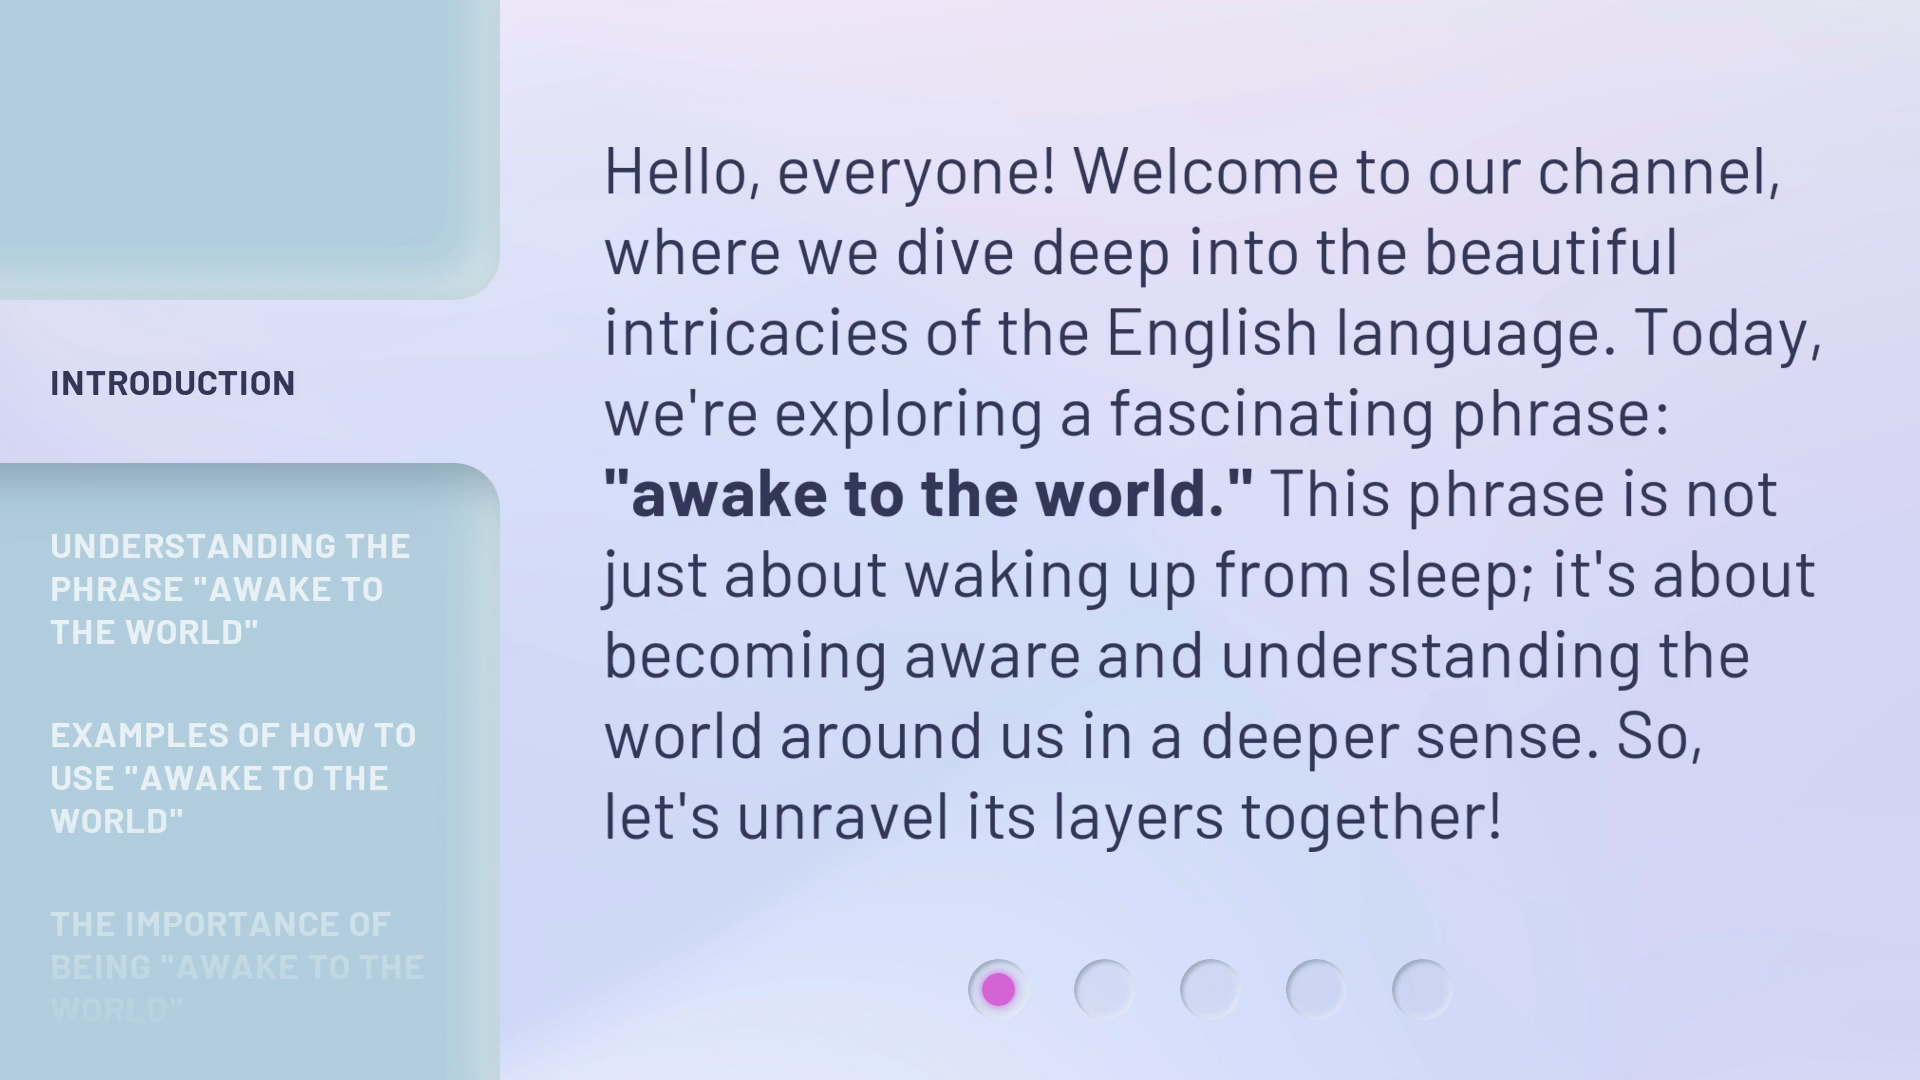 INTRODUCTION
UNDERSTANDING THE
PHRASE "AWAKE TO
THE WORLD"
EXAMPLES OF HOW TO
USE "AWAKE TO THE
WORLD"
THE IMPORTANCE OF
BEING "AWAKE TO THE
WORLD"
Hello, everyone! Welcome to our channel,
where we dive deep into the beautiful
intricacies of the English language. Today,
we're exploring a fascinating phrase:
"awake to the world." This phrase is not
just about waking up from sleep; it's about
becoming aware and understanding the
world around us in a deeper sense. So,
let's unravel its layers together!